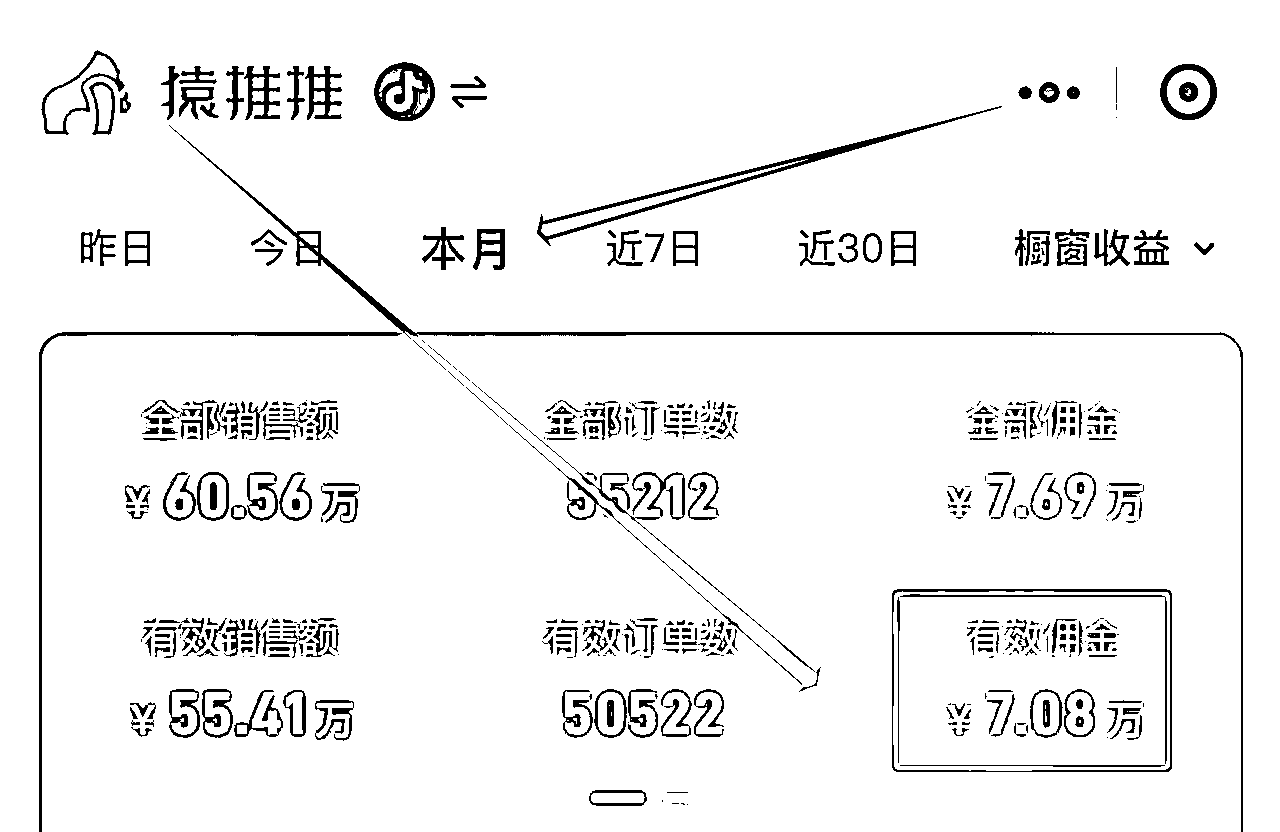 猿推推
昨日 今日 本月 近7日 近30日 橱窗收益
全部销售额 全部订单数 全部佣金
¥ 60.56万 55212 ¥ 7.69万
有效销售额 有效订单数 有效佣金
¥ 55.41万 50522 ¥ 7.08万